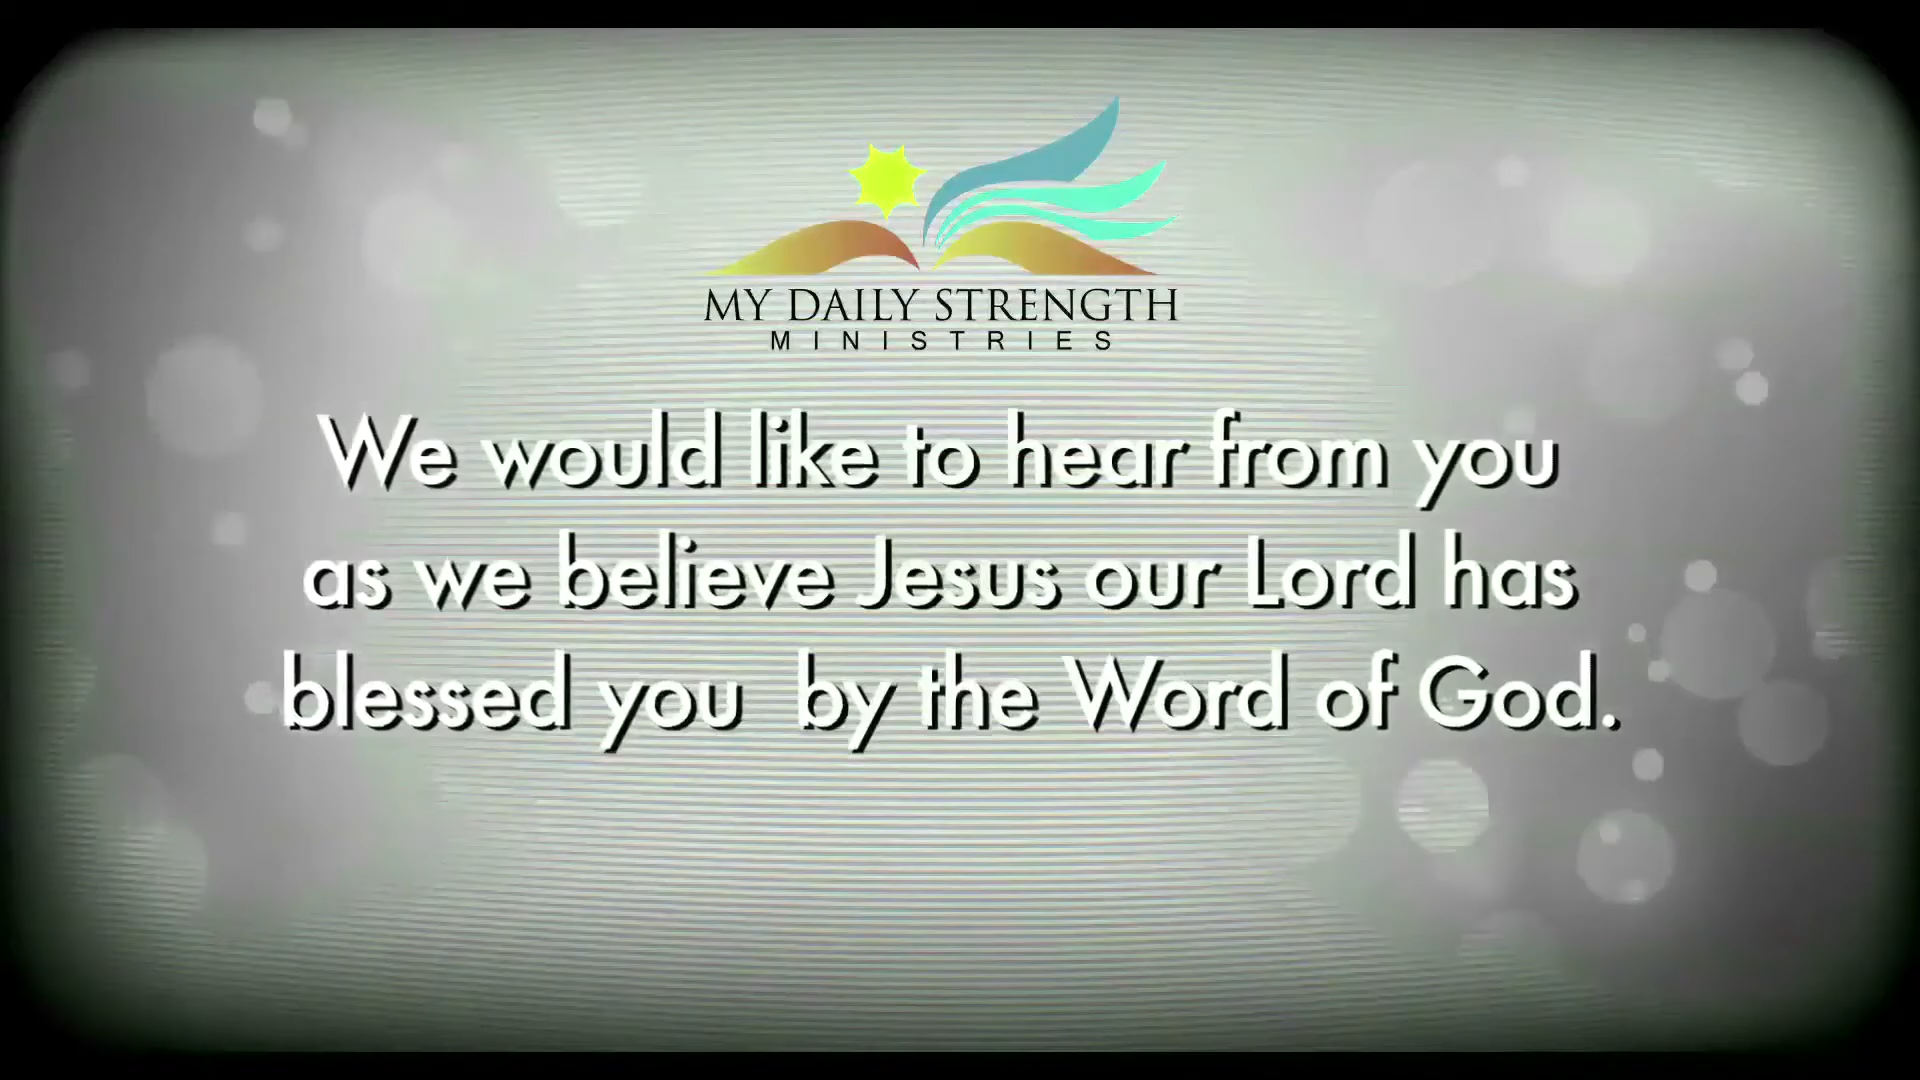 MY DAILY STRENGTH
MINISTRIES
We would like to hear from you
as we believe Jesus our Lord has
blessed you  by the Word of God.